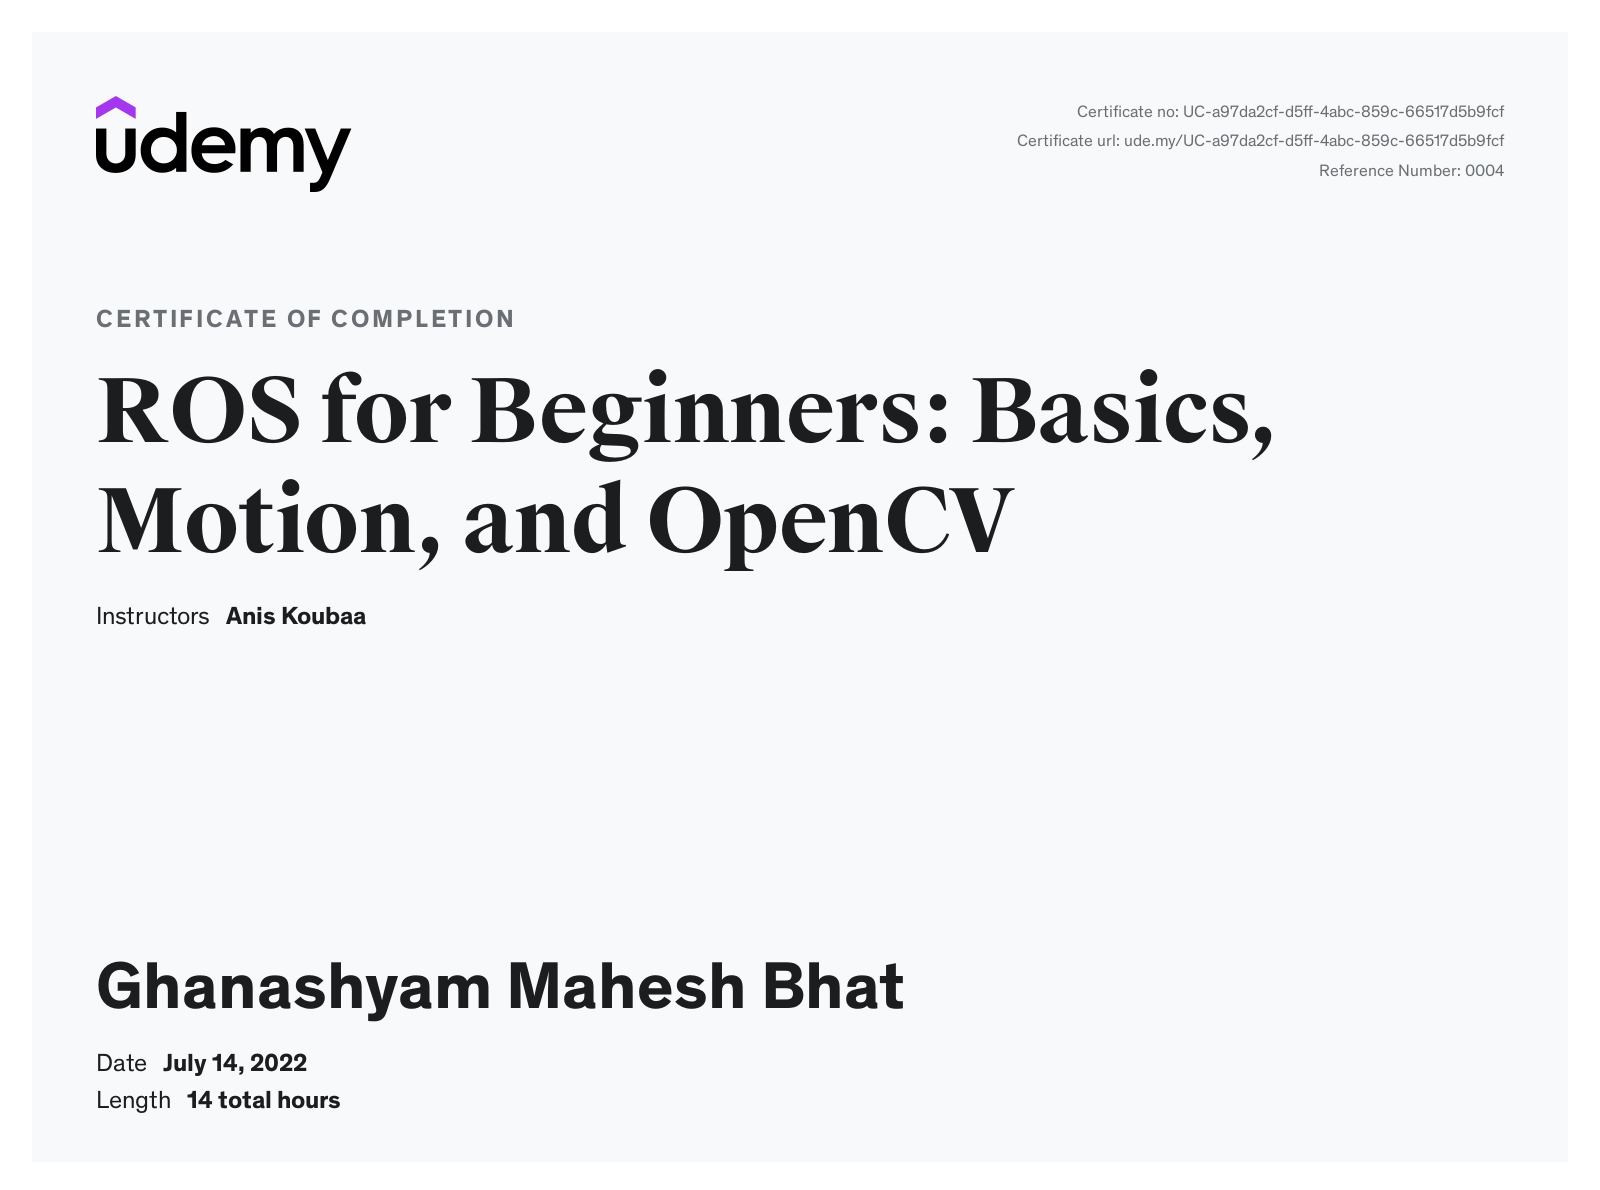 udemy
Certificate no: UC-a97da2cf-d5ff-4abc-859c-66517d5b9fcf
Certificate url: ude.my/UC-a97da2cf-d5ff-4abc-859c-66517d5b9fcf
Reference Number: 0004
CERTIFICATE OF COMPLETION
ROS for Beginners: Basics,
Motion, and OpenCV
Instructors Anis Koubaa
Ghanashyam Mahesh Bhat
Date July 14, 2022
Length 14 total hours